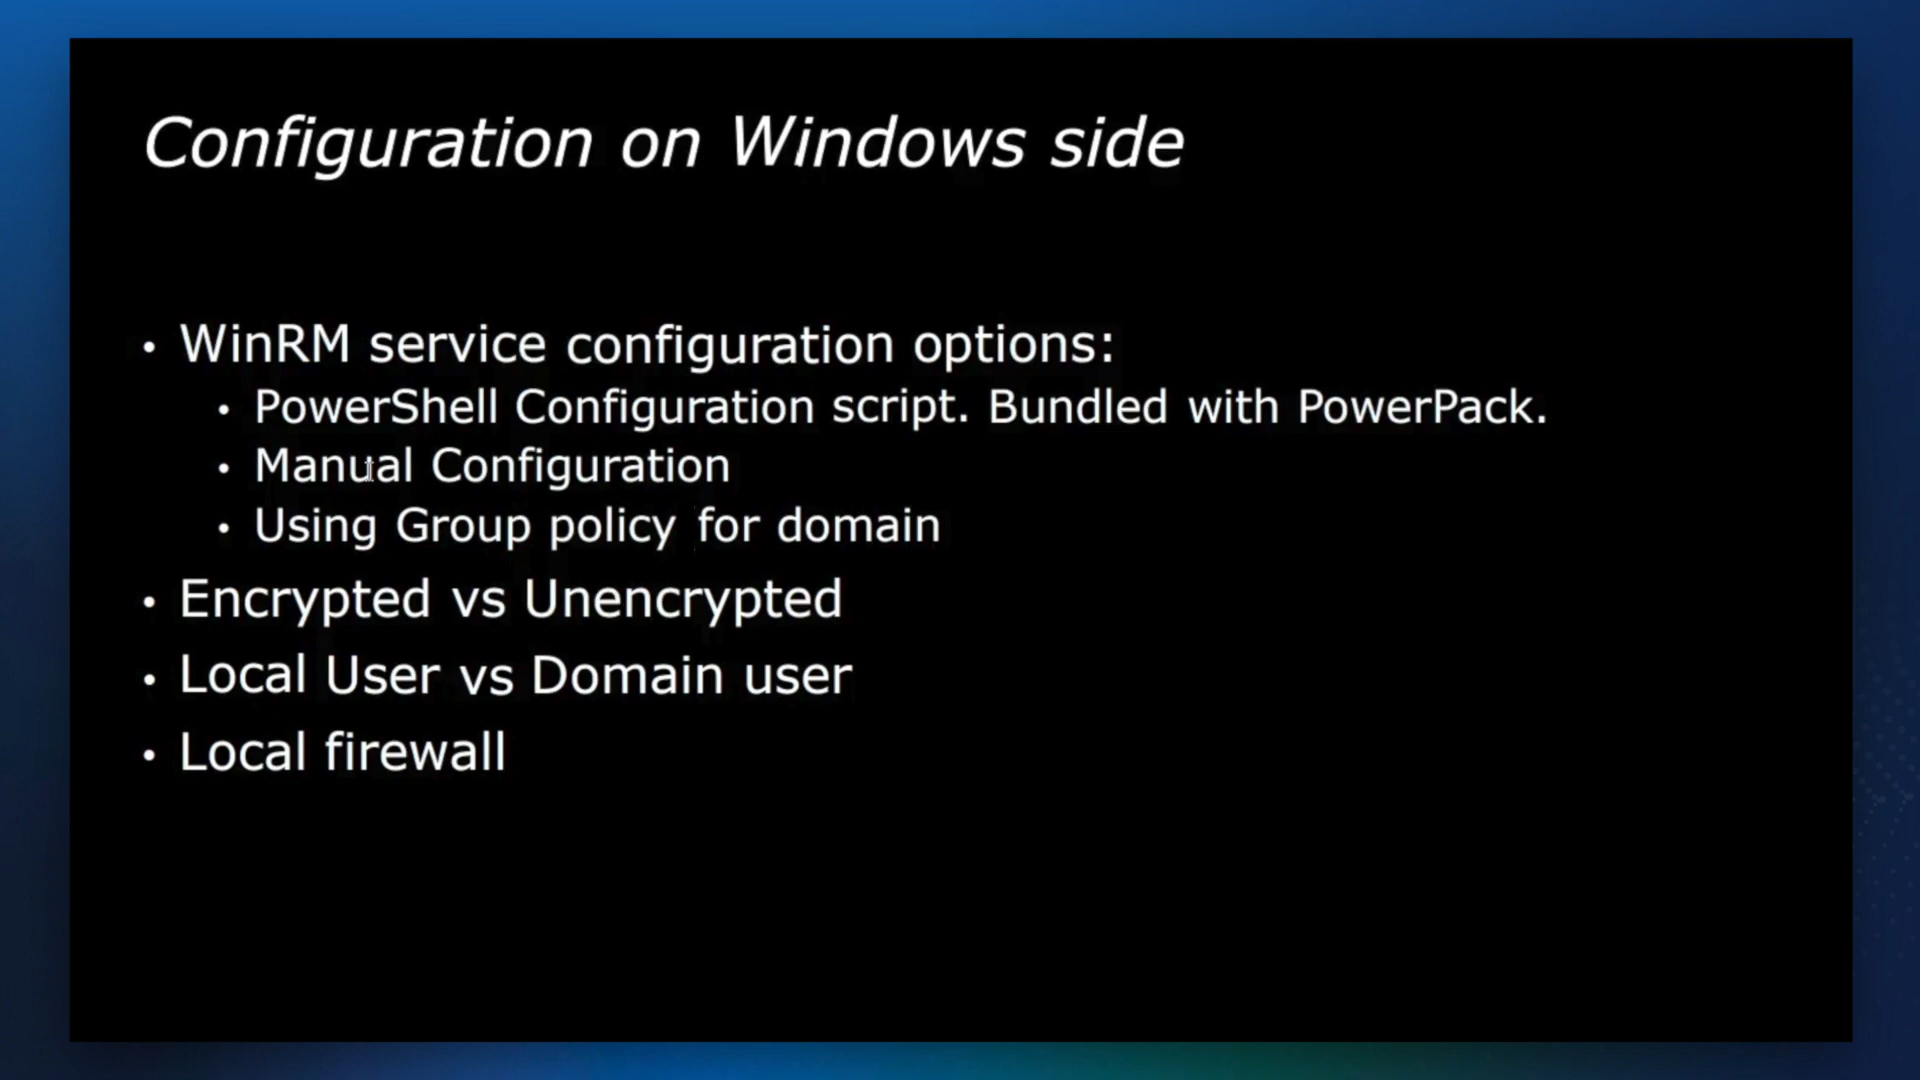 Configuration on Windows side
• WinRM service configuration options:
• PowerShell Configuration script. Bundled with PowerPack.
• Manual Configuration
• Using Group policy for domain
• Encrypted vs Unencrypted
• Local User vs Domain user
• Local firewall